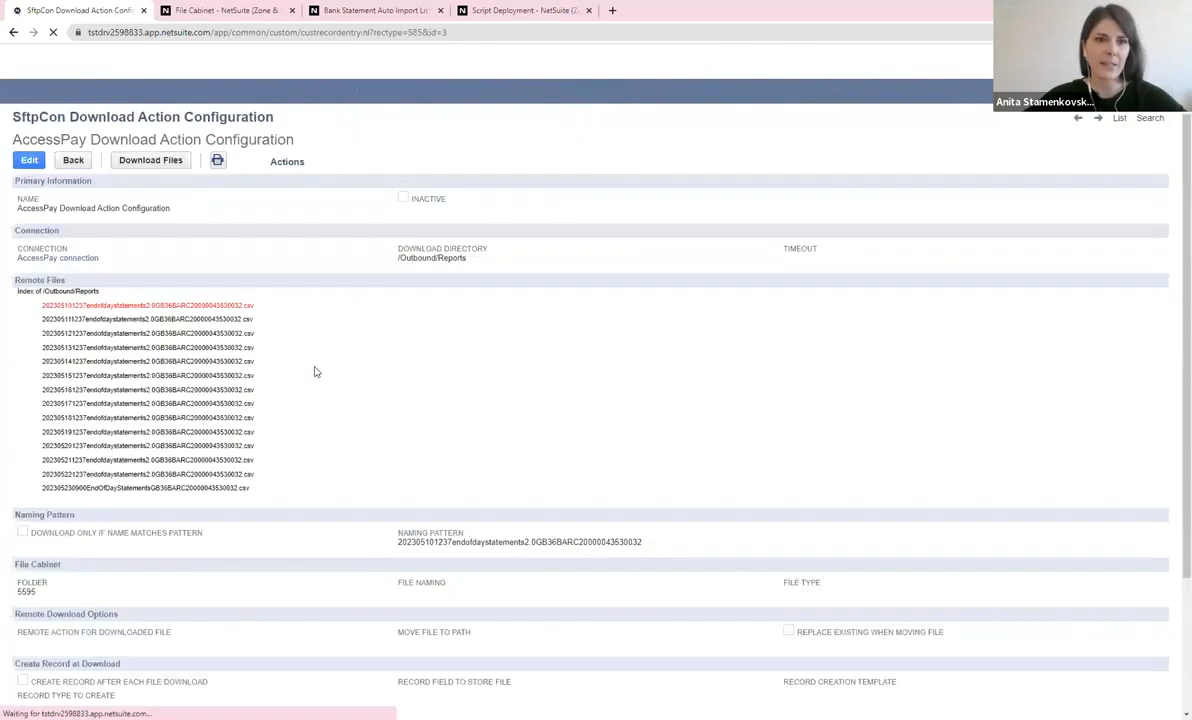 SftpCon Download Action Confi
File Cabinet - NetSuite (Zone &
Bank Statement Auto Import Lis
Script Deployment - NetSuite (Z
tstdrv2598833.app.netsuite.com/app/common/custom/custrecordentry.nl?rectype=585&id=3
Anita Stamenkovsk...
SftpCon Download Action Configuration
List
Search
AccessPay Download Action Configuration
Edit
Back
Download Files
Actions
Primary Information
NAME
INACTIVE
AccessPay Download Action Configuration
Connection
CONNECTION
DOWNLOAD DIRECTORY
TIMEOUT
AccessPay connection
/Outbound/Reports
Remote Files
Index of /Outbound/Reports
202305101237endofdaystatements2.0GB36BARC20000043530032.csv
202305111237endofdaystatements2.0GB36BARC20000043530032.csv
202305121237endofdaystatements2.0GB36BARC20000043530032.csv
202305131237endofdaystatements2.0GB36BARC20000043530032.csv
202305141237endofdaystatements2.0GB36BARC20000043530032.csv
202305151237endofdaystatements2.0GB36BARC20000043530032.csv
202305161237endofdaystatements2.0GB36BARC20000043530032.csv
202305171237endofdaystatements2.0GB36BARC20000043530032.csv
202305181237endofdaystatements2.0GB36BARC20000043530032.csv
202305191237endofdaystatements2.0GB36BARC20000043530032.csv
202305201237endofdaystatements2.0GB36BARC20000043530032.csv
202305211237endofdaystatements2.0GB36BARC20000043530032.csv
202305221237endofdaystatements2.0GB36BARC20000043530032.csv
202305230900EndOfDayStatementsGB36BARC20000043530032.csv
Naming Pattern
DOWNLOAD ONLY IF NAME MATCHES PATTERN
NAMING PATTERN
202305101237endofdaystatements2.0GB36BARC20000043530032
File Cabinet
FOLDER
FILE NAMING
FILE TYPE
5595
Remote Download Options
REMOTE ACTION FOR DOWNLOADED FILE
MOVE FILE TO PATH
REPLACE EXISTING WHEN MOVING FILE
Create Record at Download
CREATE RECORD AFTER EACH FILE DOWNLOAD
RECORD FIELD TO STORE FILE
RECORD CREATION TEMPLATE
RECORD TYPE TO CREATE
Waiting for tstdrv2598833.app.netsuite.com...